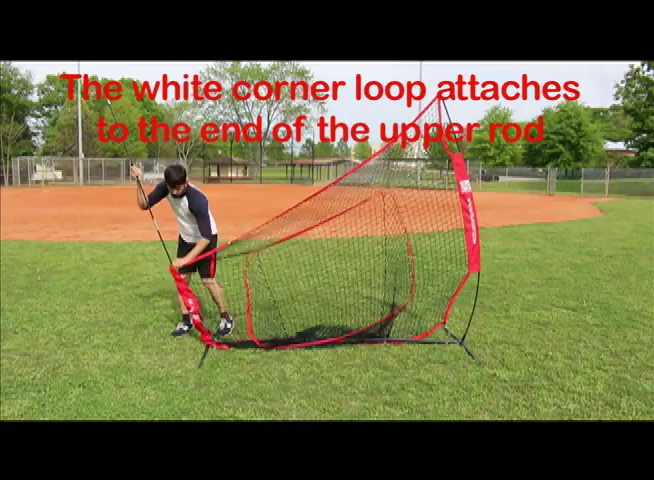 The white corner loop attaches
to the end of the upper rod